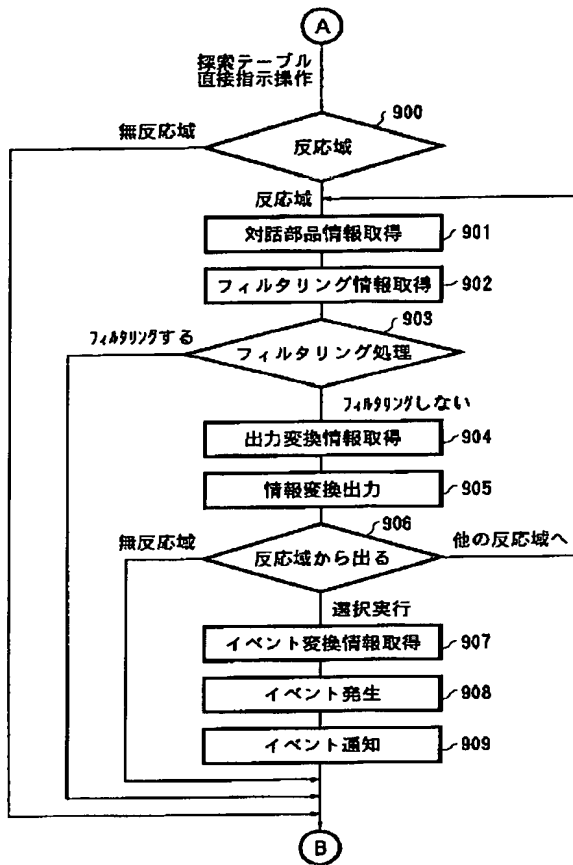 A
探索テーブル
直接指示操作
900
無反応域
反応域
反応域
対話部品情報取得
901
フィルタリング情報取得
902
903
フィルタリングする
フィルタリング処理
フィルタリングしない
出力変換情報取得
904
情報変換出力
905
906
無反応域
反応域から出る
他の反応域へ
選択実行
イベント変換情報取得
907
イベント発生
908
イベント通知
909
B